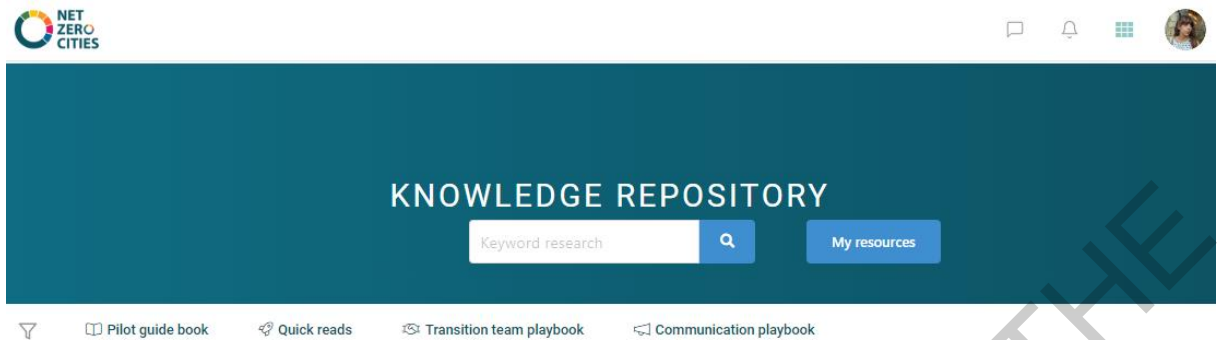 NET
ZERO
CITIES
KNOWLEDGE REPOSITORY
Keyword research
My resources
Pilot guide book
Quick reads
Transition team playbook
Communication playbook
THE